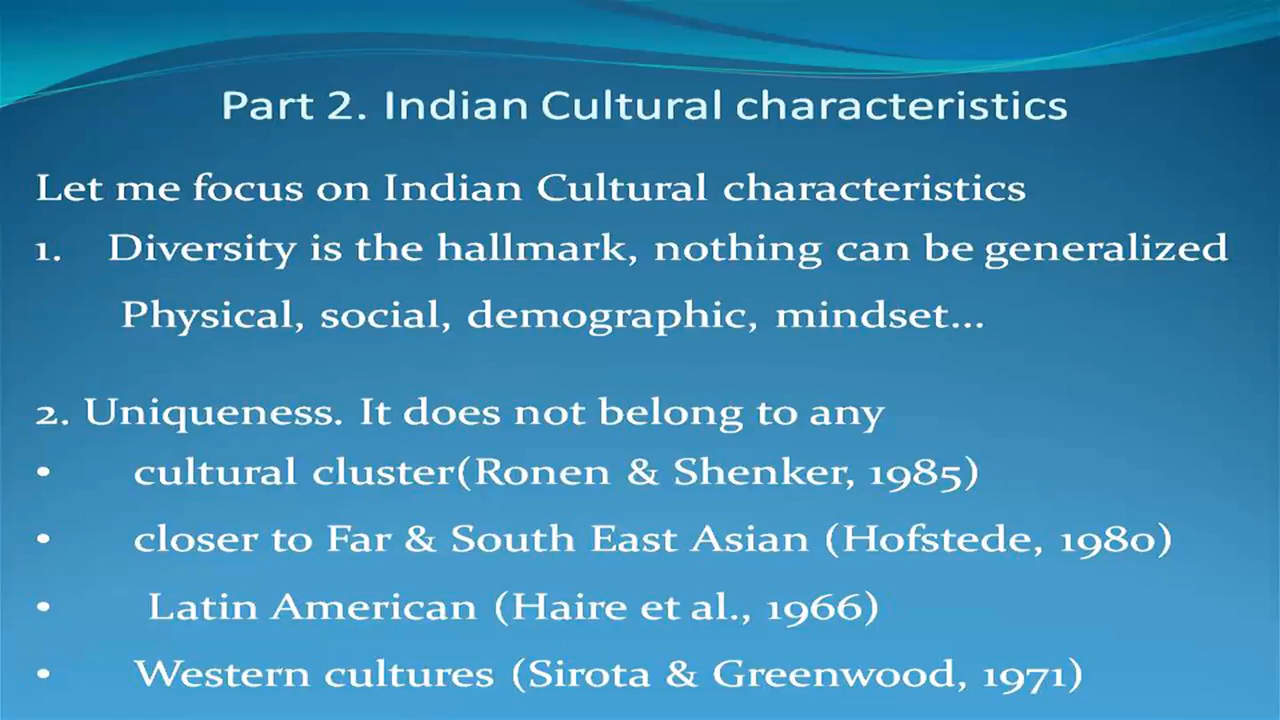 Part 2. Indian Cultural characteristics
Let me focus on Indian Cultural characteristics
1. Diversity is the hallmark, nothing can be generalized
Physical, social, demographic, mindset...
2. Uniqueness. It does not belong to any
• cultural cluster(Ronen & Shenker, 1985)
• closer to Far & South East Asian (Hofstede, 1980)
• Latin American (Haire et al., 1966)
• Western cultures (Sirota & Greenwood, 1971)